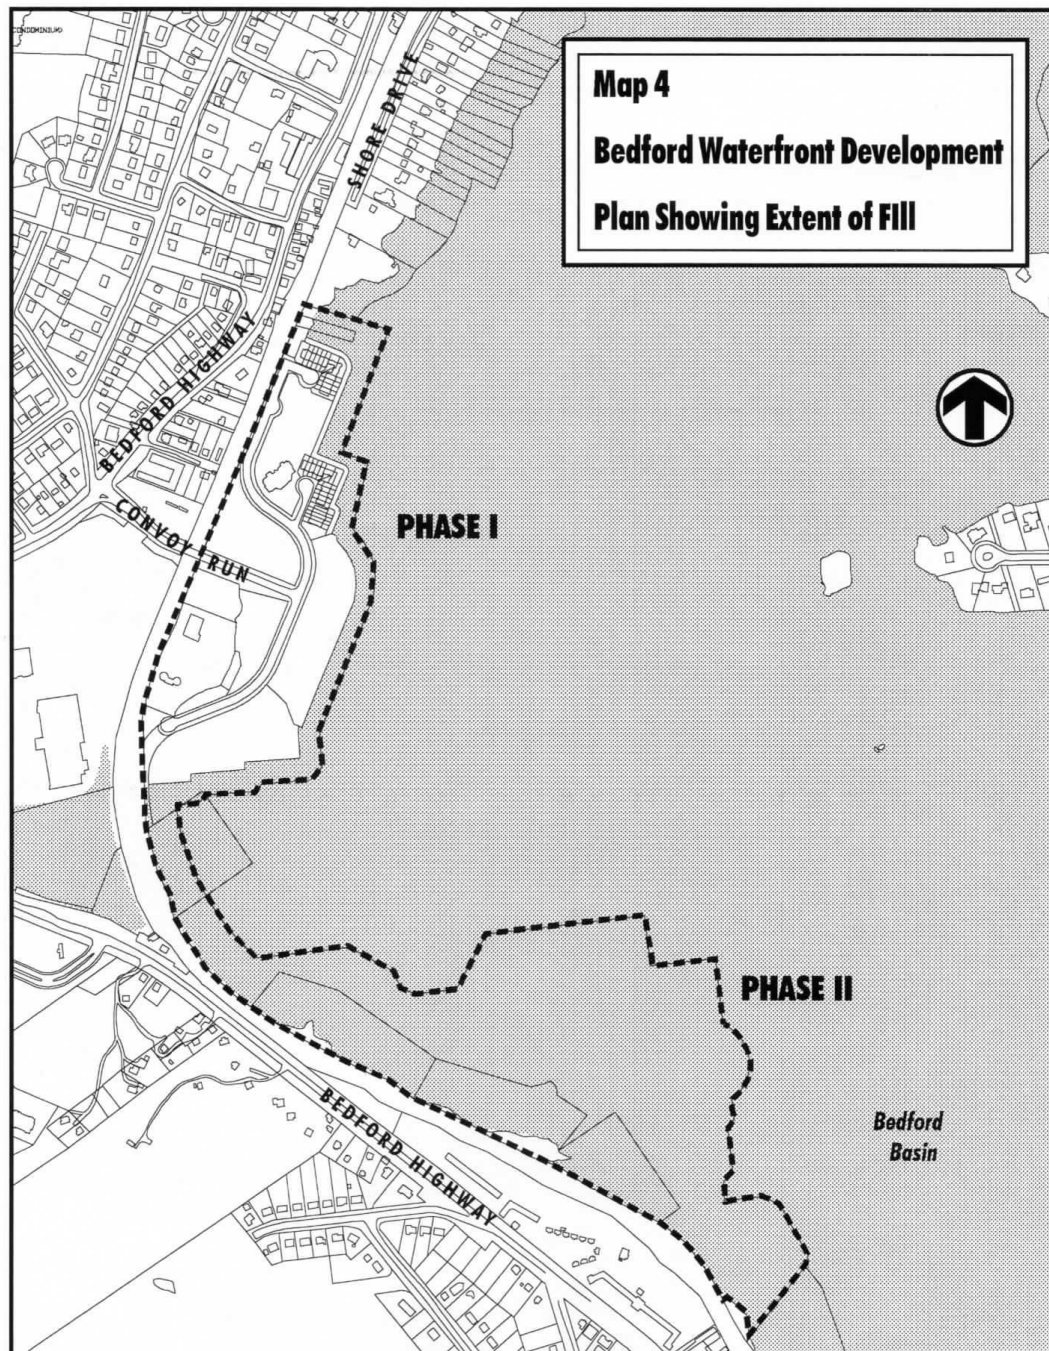 Map 4
Bedford Waterfront Development
Plan Showing Extent of FIll
CONDOMINIUM
SHORE DRIVE
BEDFORD HIGHWAY
CONVOY RUN
PHASE I
PHASE II
BEDFORD HIGHWAY
Bedford
Basin